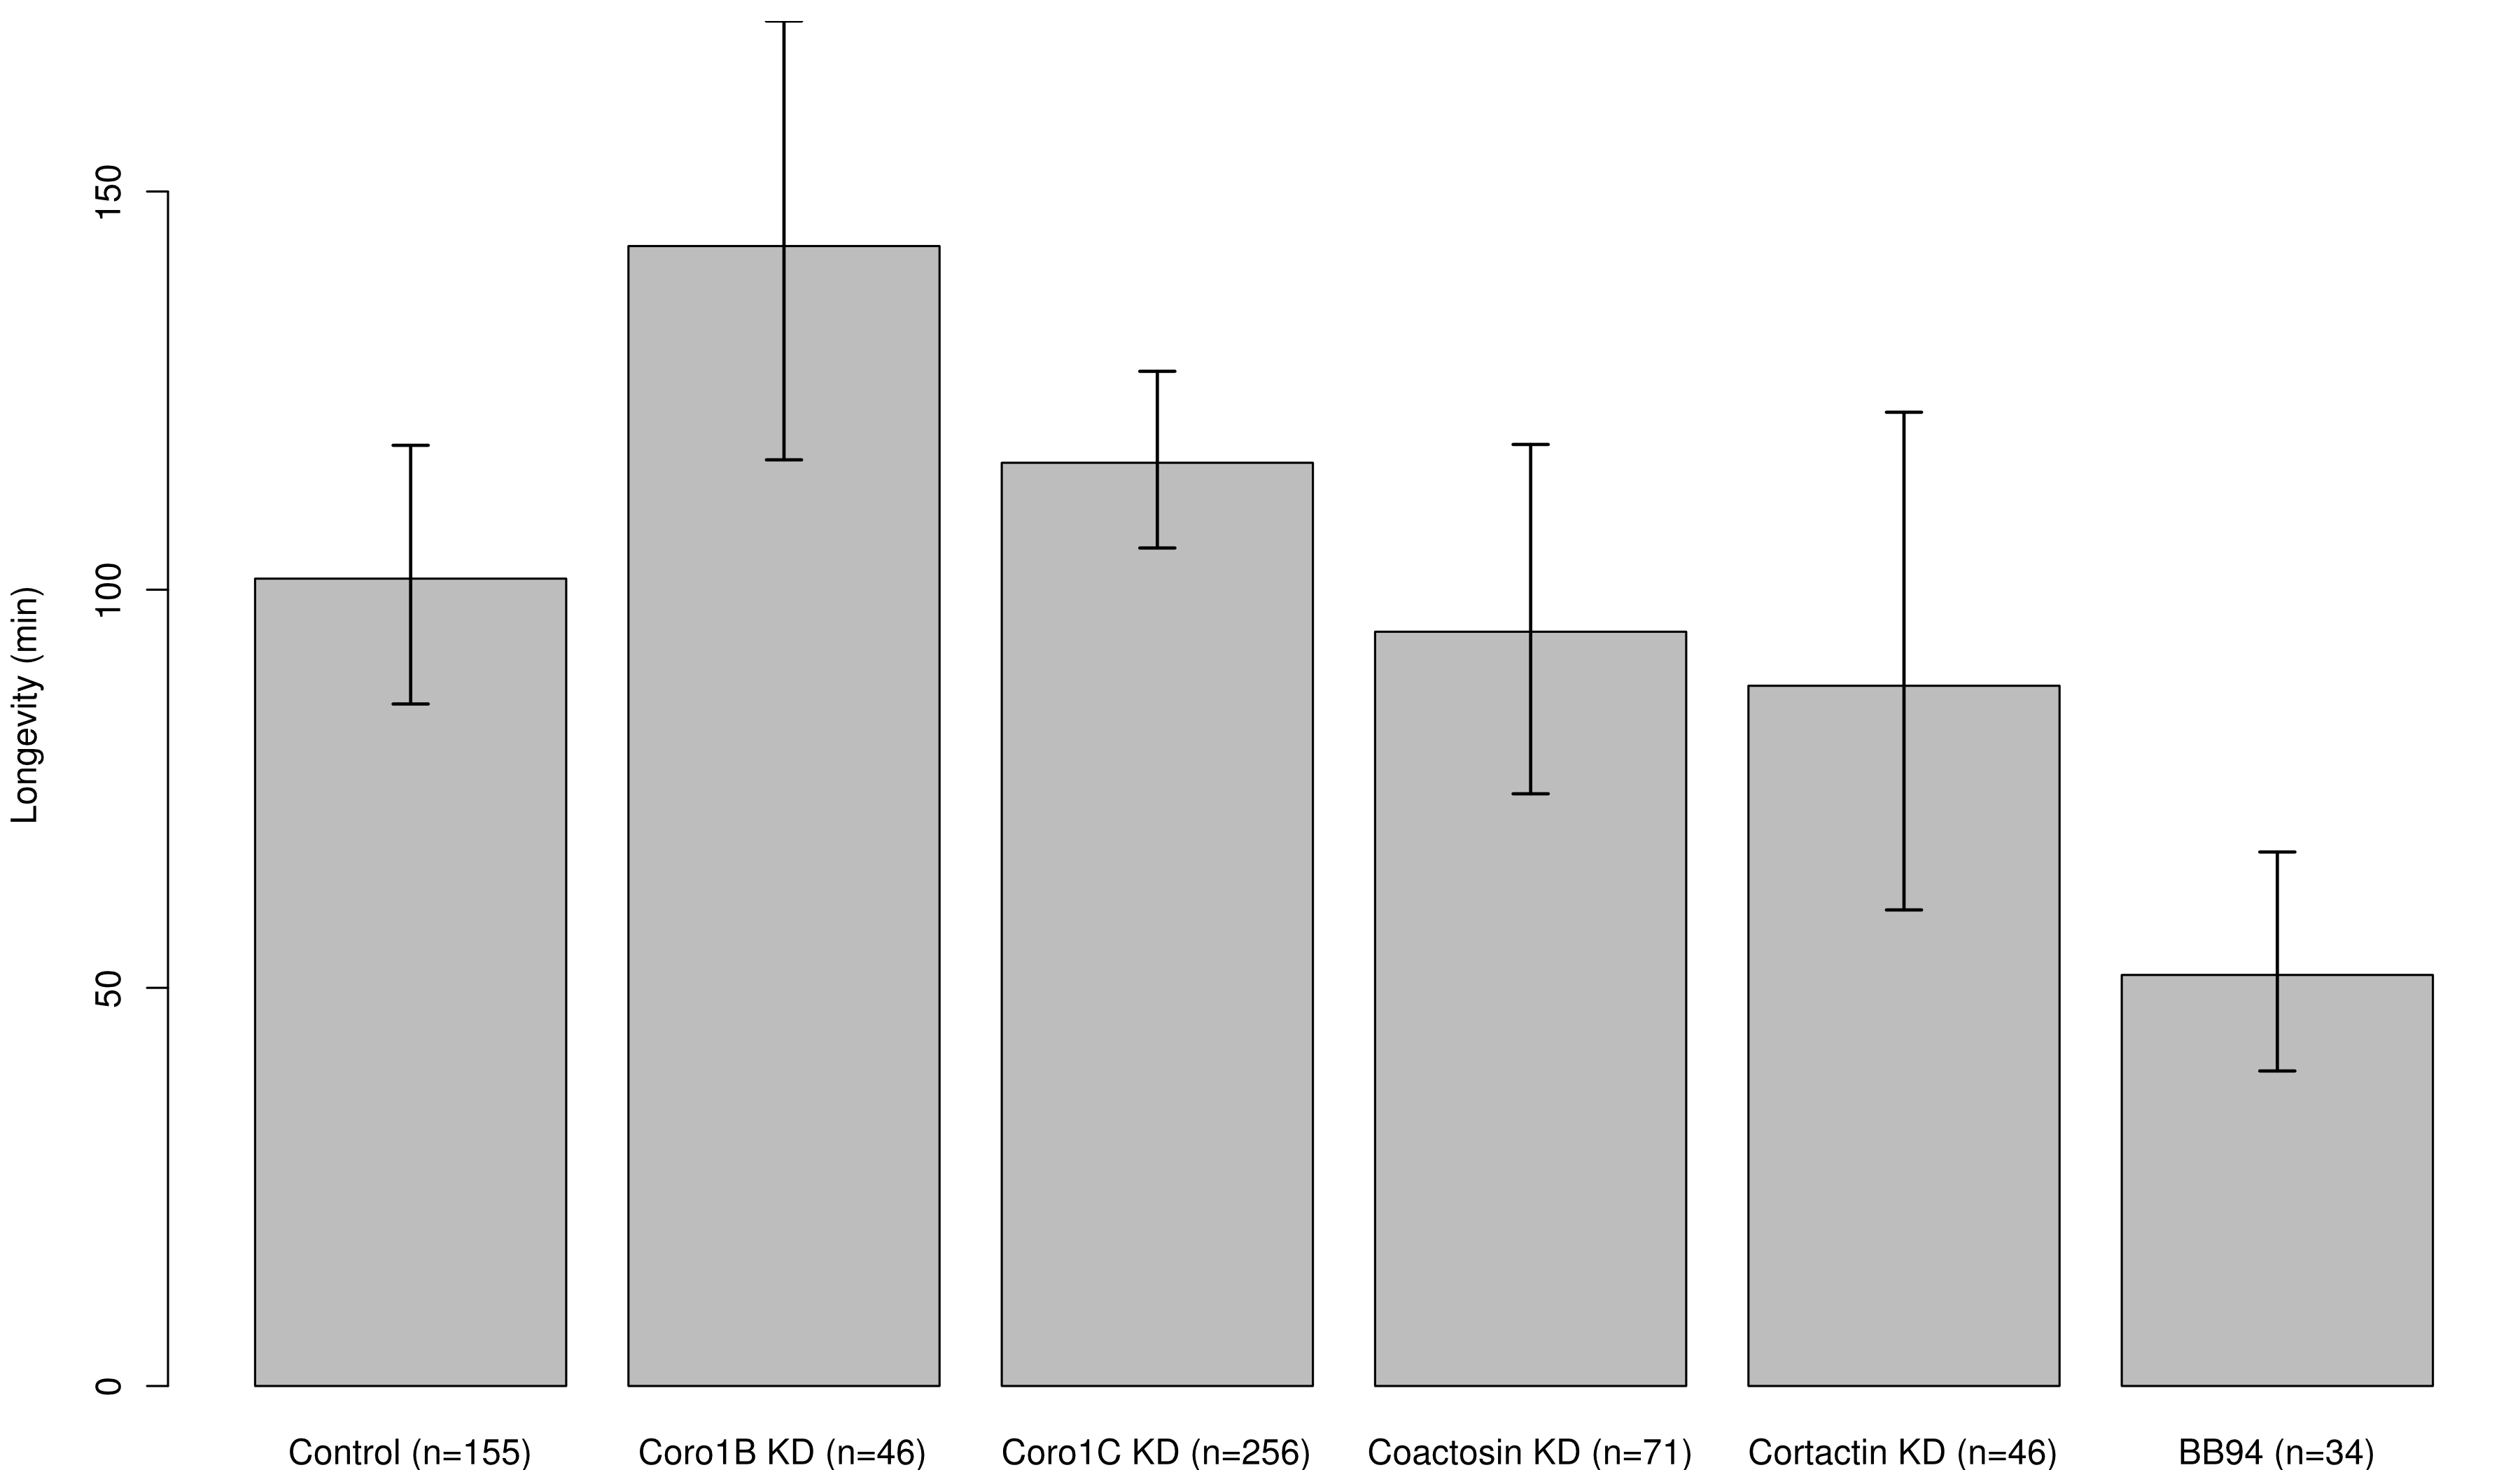 Longevity (min)
150
100
50
0
Control (n=155)
Coro1B KD (n=46)
Coro1C KD (n=256)
Coactosin KD (n=71)
Cortactin KD (n=46)
BB94 (n=34)